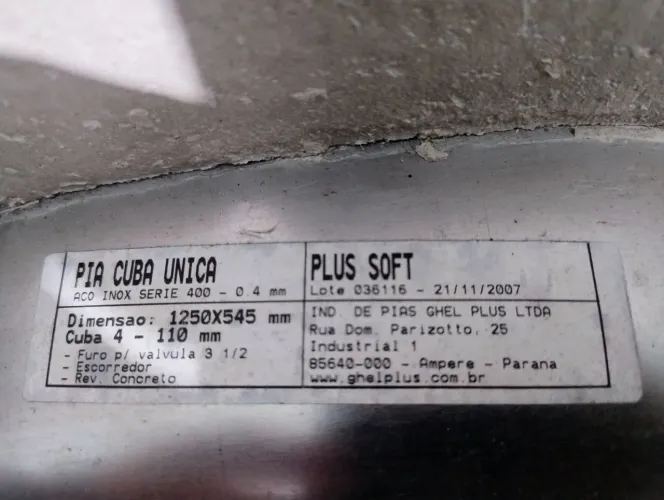 PIA CUBA UNICA
ACO INOX SERIE 400 - 0.4 mm
Dimensao: 1250X545 mm
Cuba 4 - 110 mm
- Furo p/ valvula 3 1/2
- Escorredor
- Rev. Concreto
PLUS SOFT
Lote 036116 - 21/11/2007
IND. DE PIAS GHEL PLUS LTDA
Rua Dom. Parizotto, 25
Industrial 1
85640-000 - Ampere - Parana
www.ghelplus.com.br